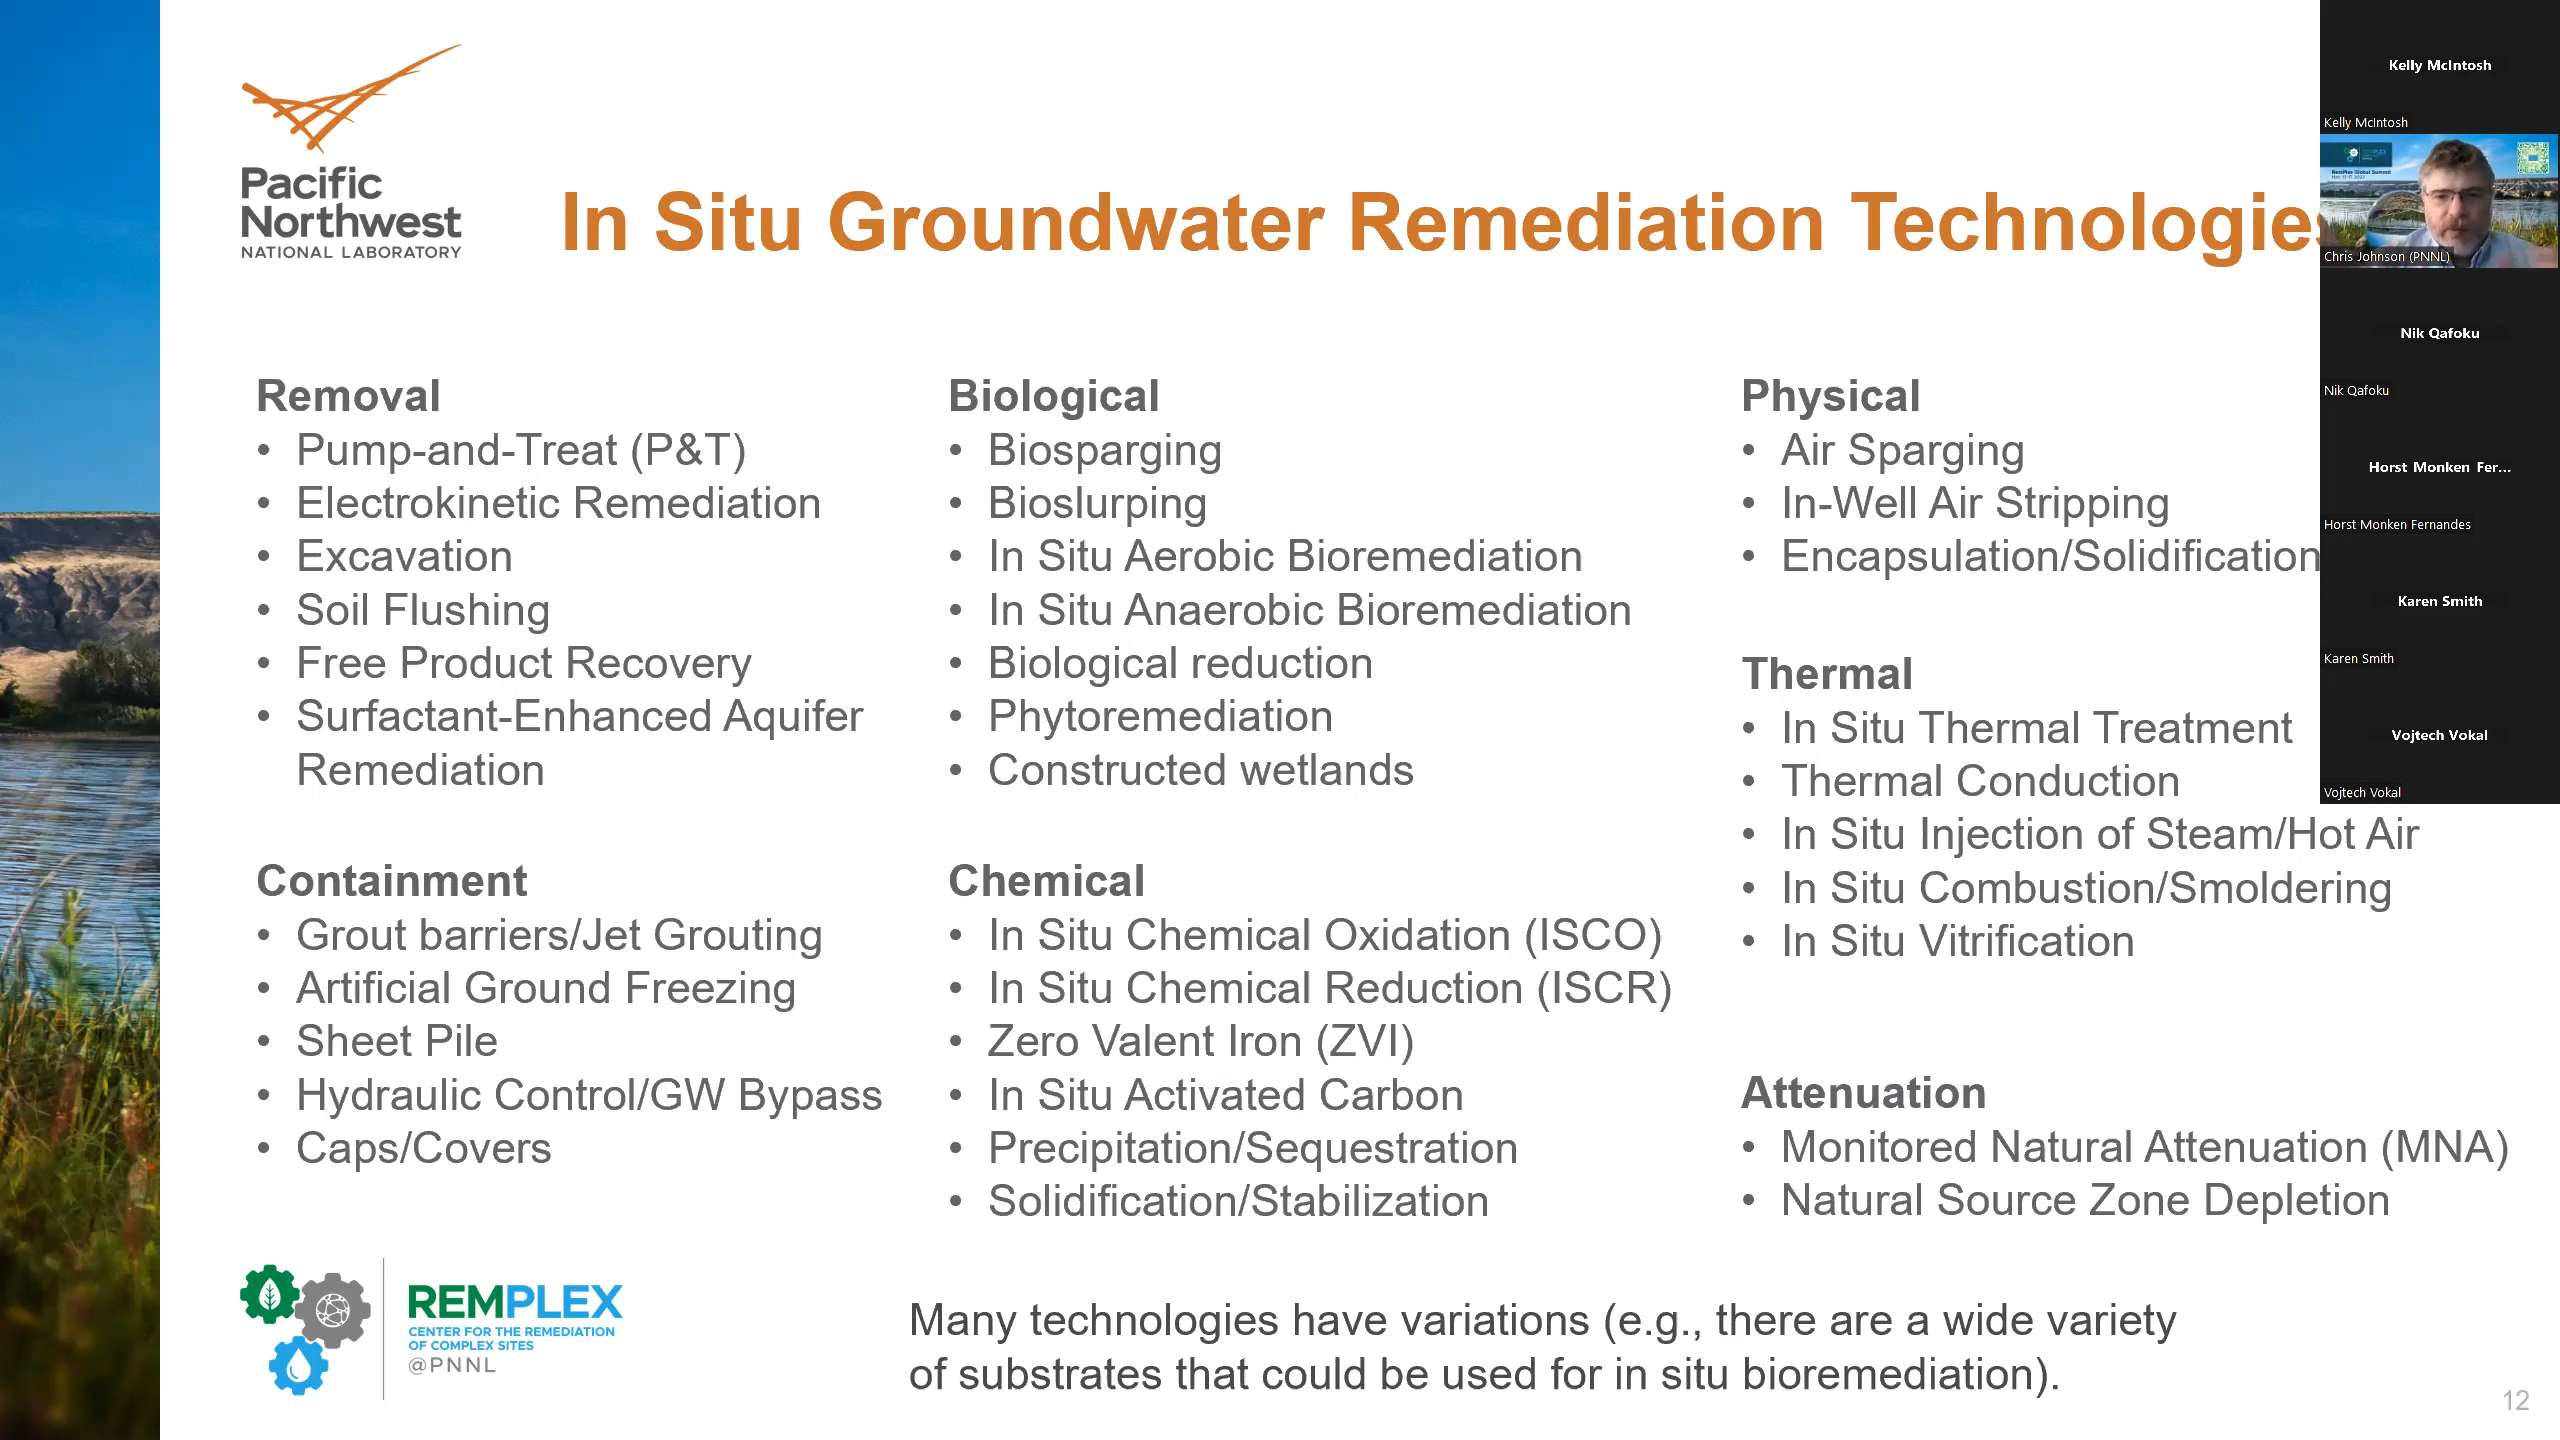 Pacific
Northwest
NATIONAL LABORATORY
In Situ Groundwater Remediation Technologies
Removal
• Pump-and-Treat (P&T)
• Electrokinetic Remediation
• Excavation
• Soil Flushing
• Free Product Recovery
• Surfactant-Enhanced Aquifer
Remediation
Containment
• Grout barriers/Jet Grouting
• Artificial Ground Freezing
• Sheet Pile
• Hydraulic Control/GW Bypass
• Caps/Covers
Biological
• Biosparging
• Bioslurping
• In Situ Aerobic Bioremediation
• In Situ Anaerobic Bioremediation
• Biological reduction
• Phytoremediation
• Constructed wetlands
Chemical
• In Situ Chemical Oxidation (ISCO)
• In Situ Chemical Reduction (ISCR)
• Zero Valent Iron (ZVI)
• In Situ Activated Carbon
• Precipitation/Sequestration
• Solidification/Stabilization
Physical
• Air Sparging
• In-Well Air Stripping
• Encapsulation/Solidification
Thermal
• In Situ Thermal Treatment
• Thermal Conduction
• In Situ Injection of Steam/Hot Air
• In Situ Combustion/Smoldering
• In Situ Vitrification
Attenuation
• Monitored Natural Attenuation (MNA)
• Natural Source Zone Depletion
REMPLEX
CENTER FOR THE REMEDIATION
OF COMPLEX SITES
@PNNL
Many technologies have variations (e.g., there are a wide variety
of substrates that could be used for in situ bioremediation).
12
Kelly McIntosh
Kelly McIntosh
RemPlex Global Summit
Chris Johnson (PNNL)
Nik Qafoku
Nik Qafoku
Horst Monken Fer...
Horst Monken Fernandes
Karen Smith
Karen Smith
Vojtech Vokal
Vojtech Vokal